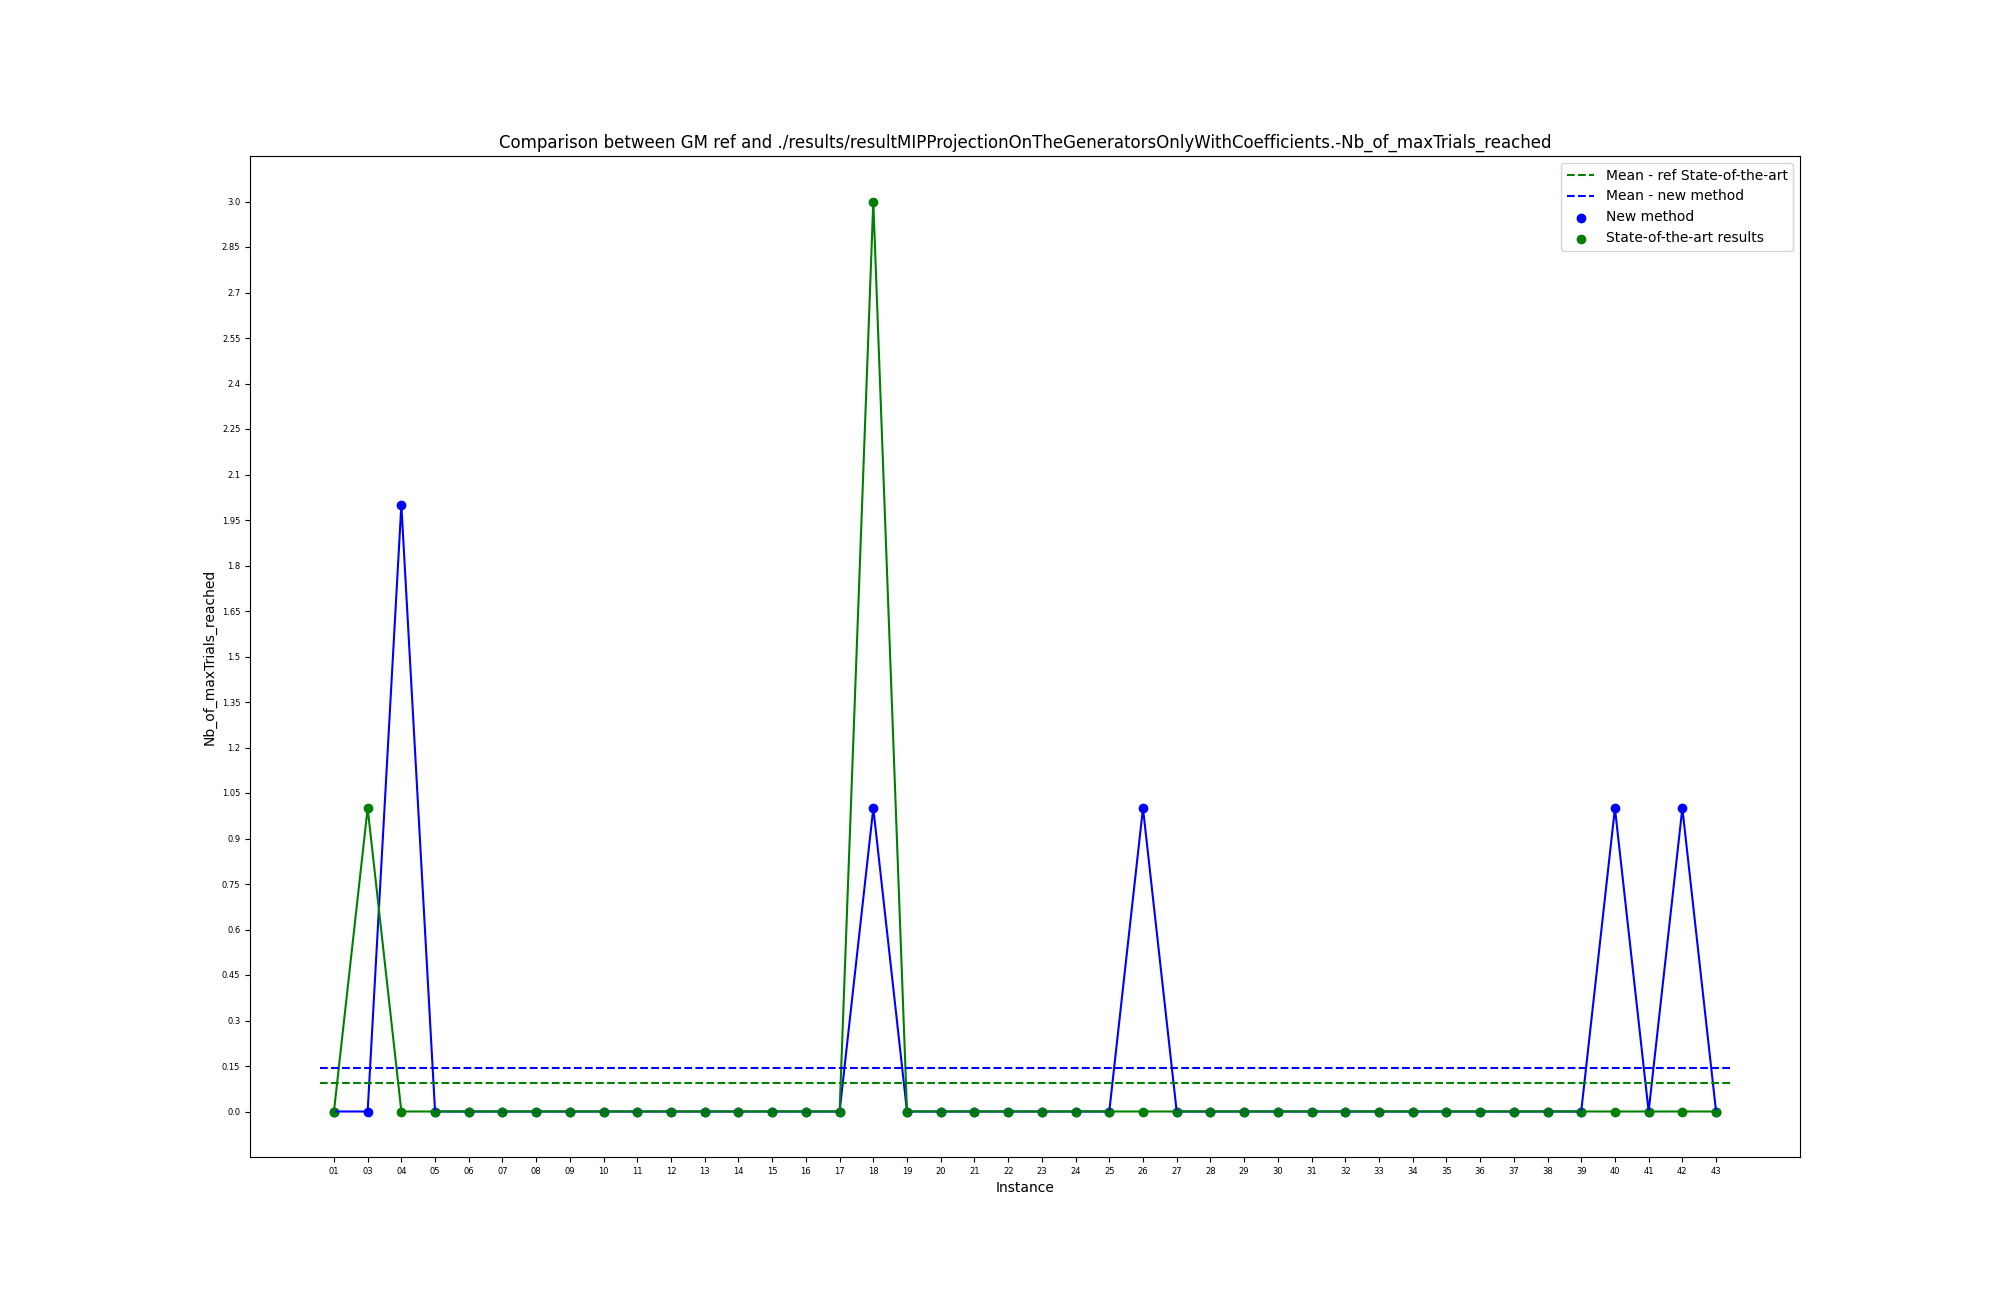 Comparison between GM ref and ./results/resultMIPProjectionOnTheGeneratorsOnlyWithCoefficients.-Nb_of_maxTrials_reached
Mean - ref State-of-the-art
Mean - new method
New method
State-of-the-art results
3.0
2.85
2.7
2.55
2.4
2.25
2.1
1.95
1.8
1.65
1.5
1.35
1.2
1.05
0.9
0.75
0.6
0.45
0.3
0.15
0.0
Nb_of_maxTrials_reached
01 03 04 05 06 07 08 09 10 11 12 13 14 15 16 17 18 19 20 21 22 23 24 25 26 27 28 29 30 31 32 33 34 35 36 37 38 39 40 41 42 43
Instance